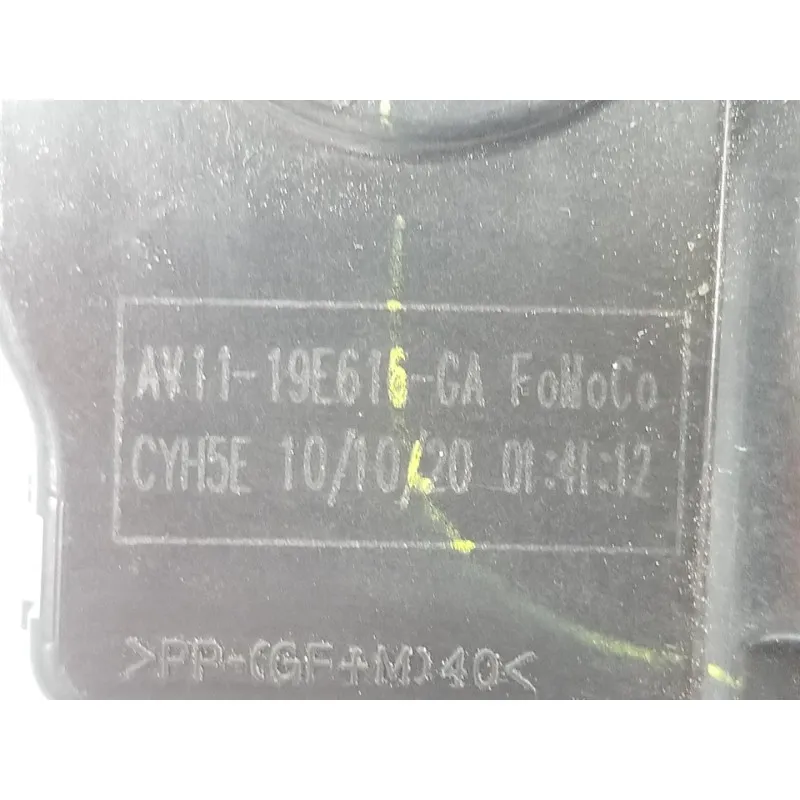 AV11-19E616-GA FoMoCo
CYH5E 10/10/20 01:41:12
>PP-(GF+M)40<